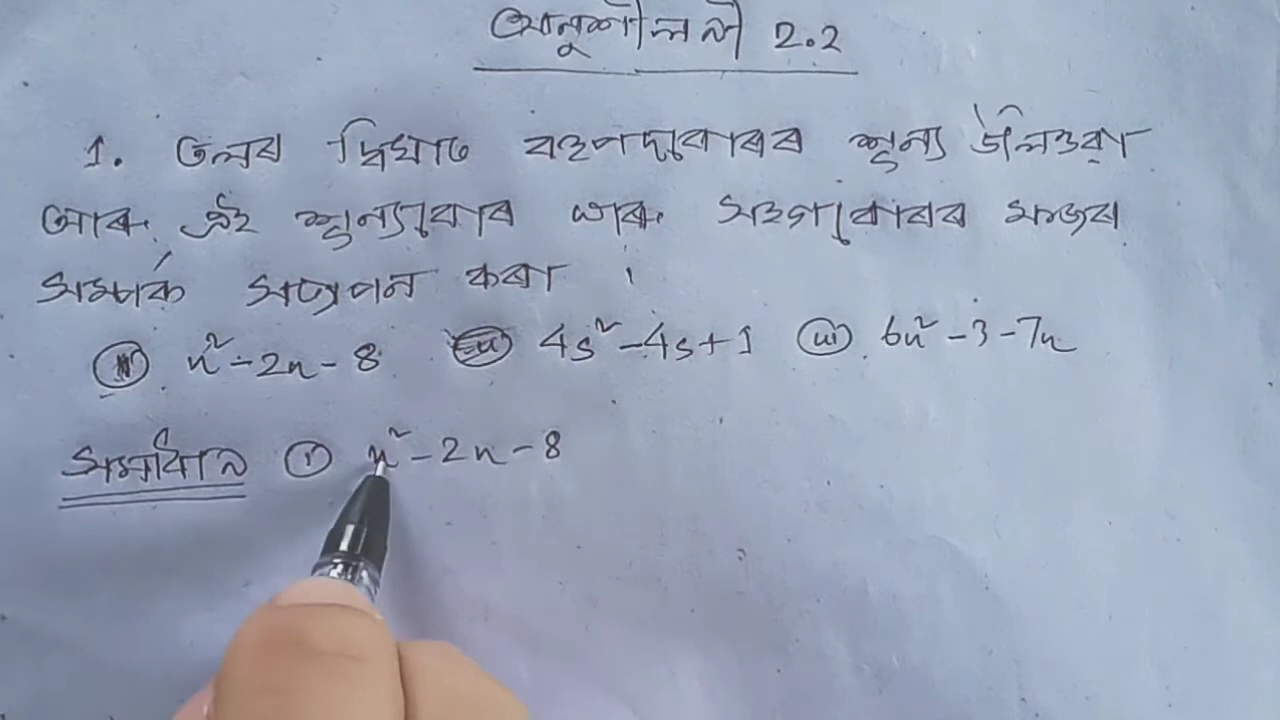 অনুশীলনী 2.2
1. তলৰ দ্বিঘাত বহুপদবোৰৰ শূন্য উলিওৱা
আৰু এই শূন্যবোৰ আৰু সহগবোৰৰ মাজৰ
সম্পৰ্ক সত্যাপন কৰা ।
(i) x² - 2x - 8 (ii) 4s² - 4s + 1 (iii) 6x² - 3 - 7x
সমাধান (i) x² - 2x - 8